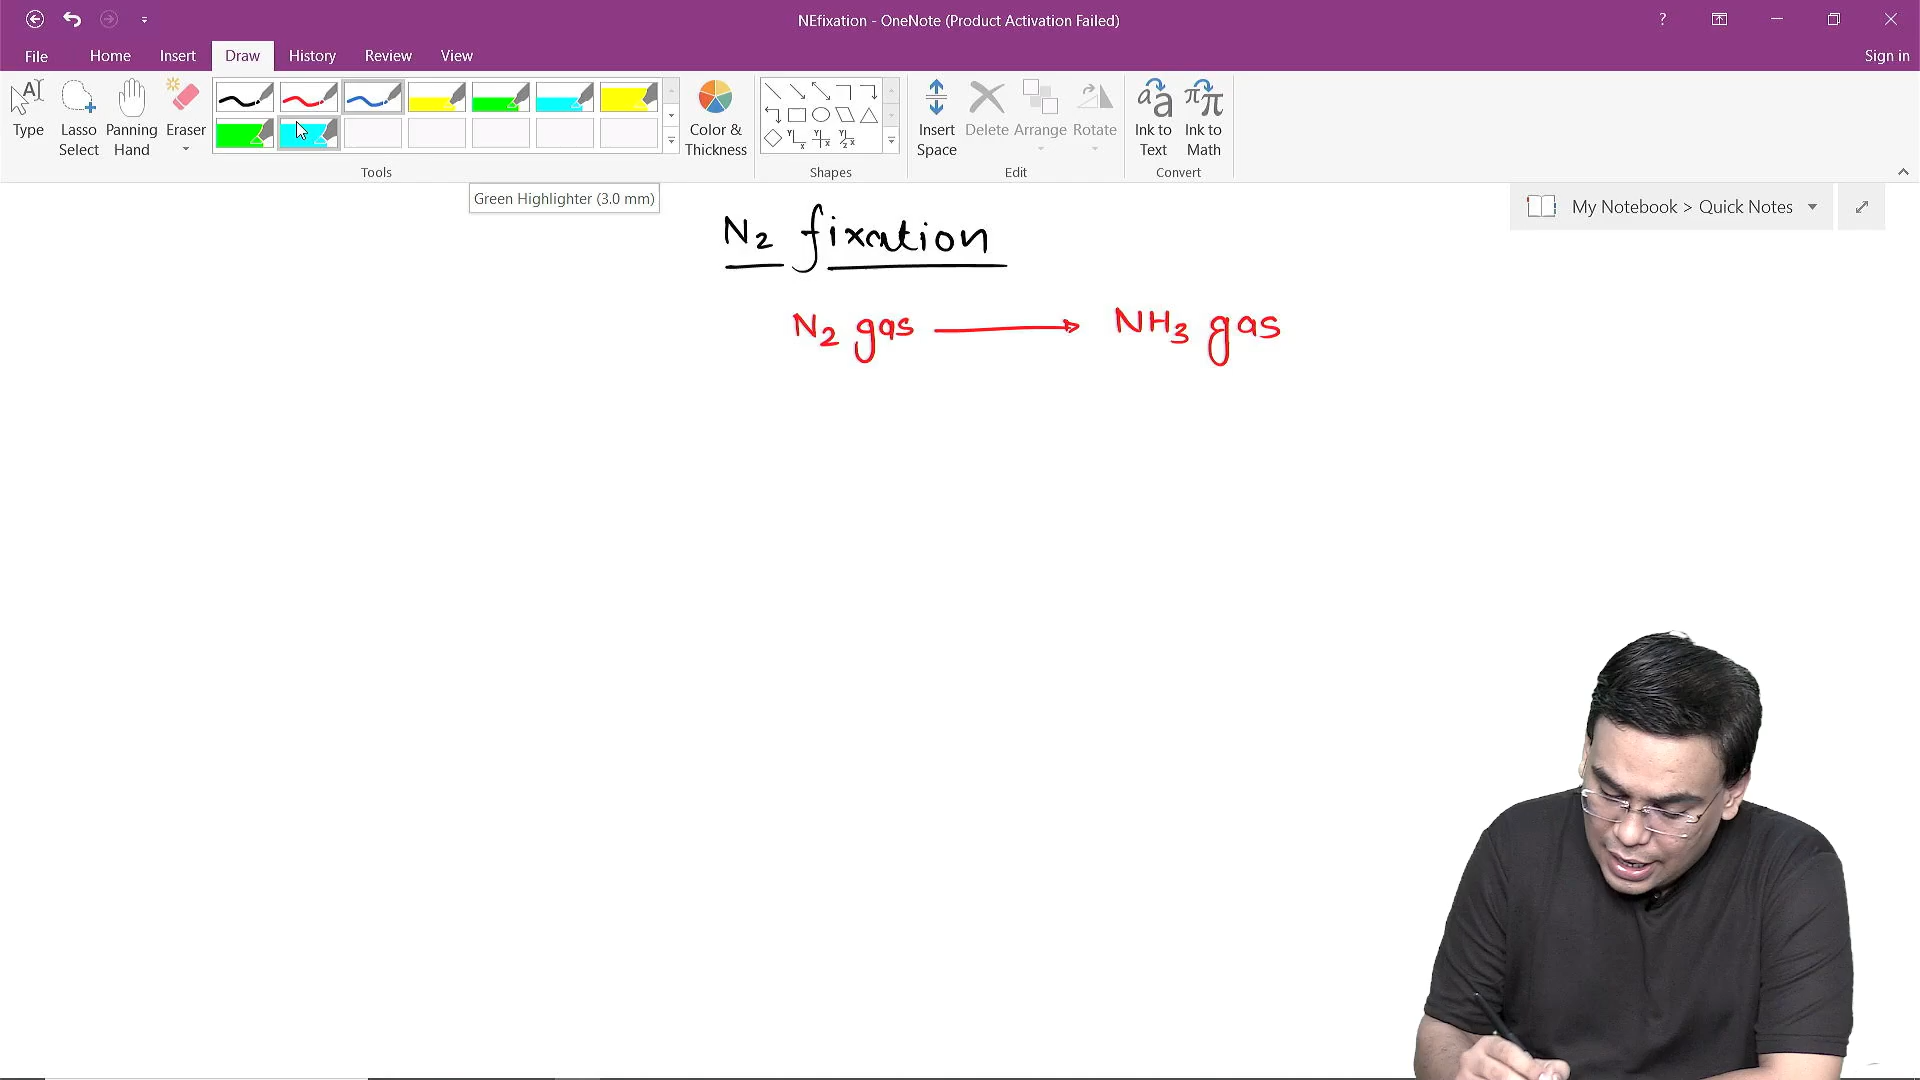 NEfixation - OneNote (Product Activation Failed)
?
File Home Insert Draw History Review View
Sign in
Type
Lasso Select
Panning Hand
Eraser
Color & Thickness
Insert Space
Delete
Arrange
Rotate
Ink to Text
Ink to Math
Tools
Shapes
Edit
Convert
Green Highlighter (3.0 mm)
My Notebook > Quick Notes
N2 fixation
N2 gas → NH3 gas